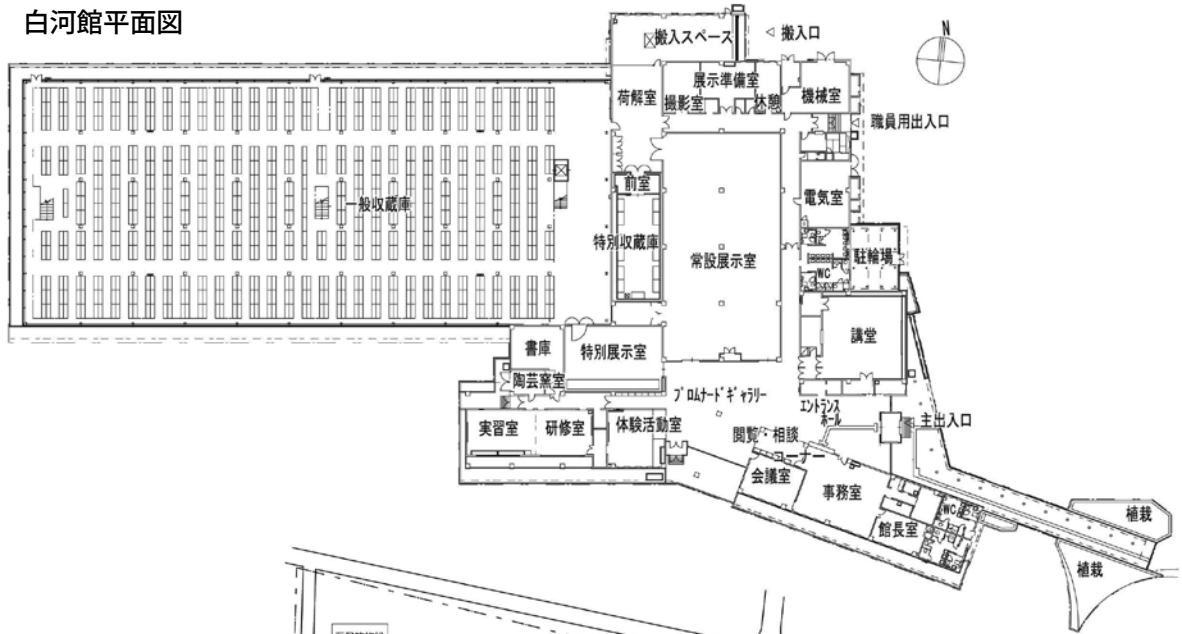 白河館平面図
N
搬入スペース
搬入口
展示準備室
荷解室
撮影室
休憩
機械室
職員用出入口
前室
電気室
一般収蔵庫
特別収蔵庫
常設展示室
WC
駐輪場
講堂
書庫
特別展示室
陶芸窯室
プロムナードギャラリー
エントランス
ホール
主出入口
実習室
研修室
体験活動室
閲覧・相談
コーナー
会議室
事務室
WC
館長室
植栽
植栽